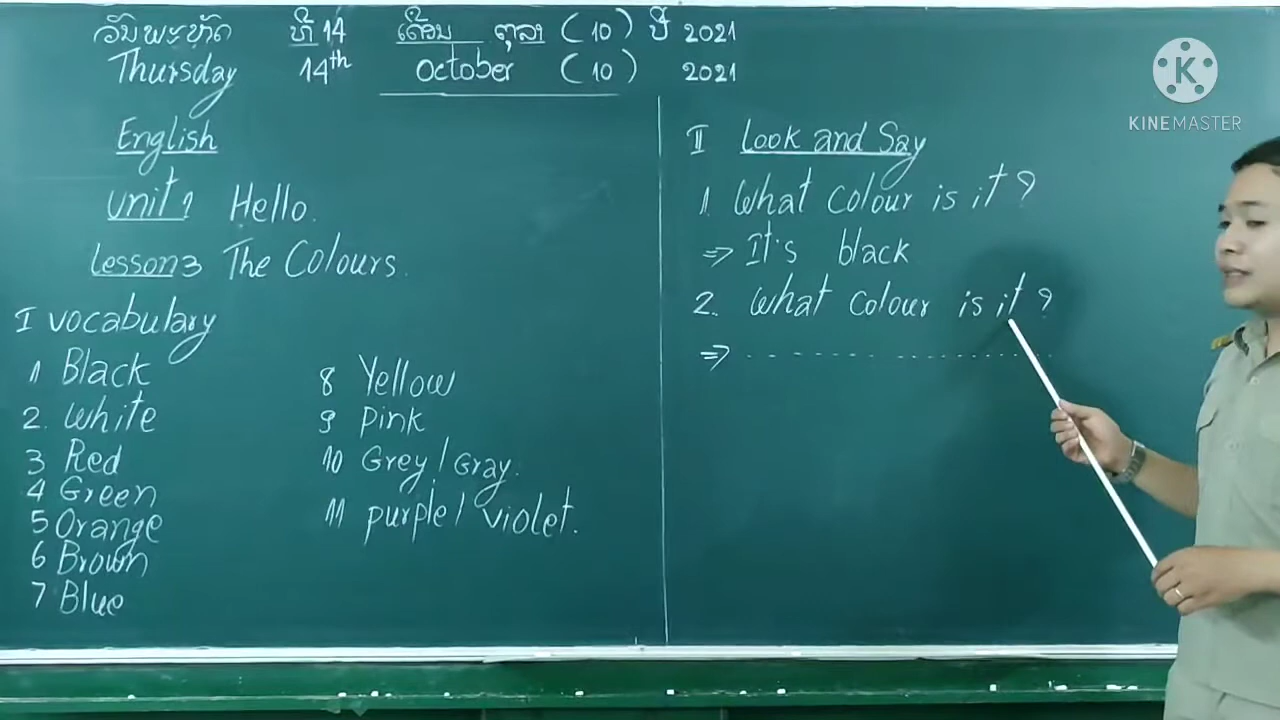 ວັນພະຫັດ ທີ 14 ເດືອນ ຕຸລາ (10) ປີ 2021
Thursday 14th October (10) 2021
English
Unit 1 Hello.
Lesson 3 The Colours.
I Vocabulary
1 Black
2. White
3 Red
4 Green
5 Orange
6 Brown
7 Blue
8 Yellow
9 Pink
10 Grey / Gray.
11 purple / violet.
II Look and Say
1. What Colour is it?
⇒ It's black
2. What Colour is it?
⇒ ....................
K
KINEMASTER